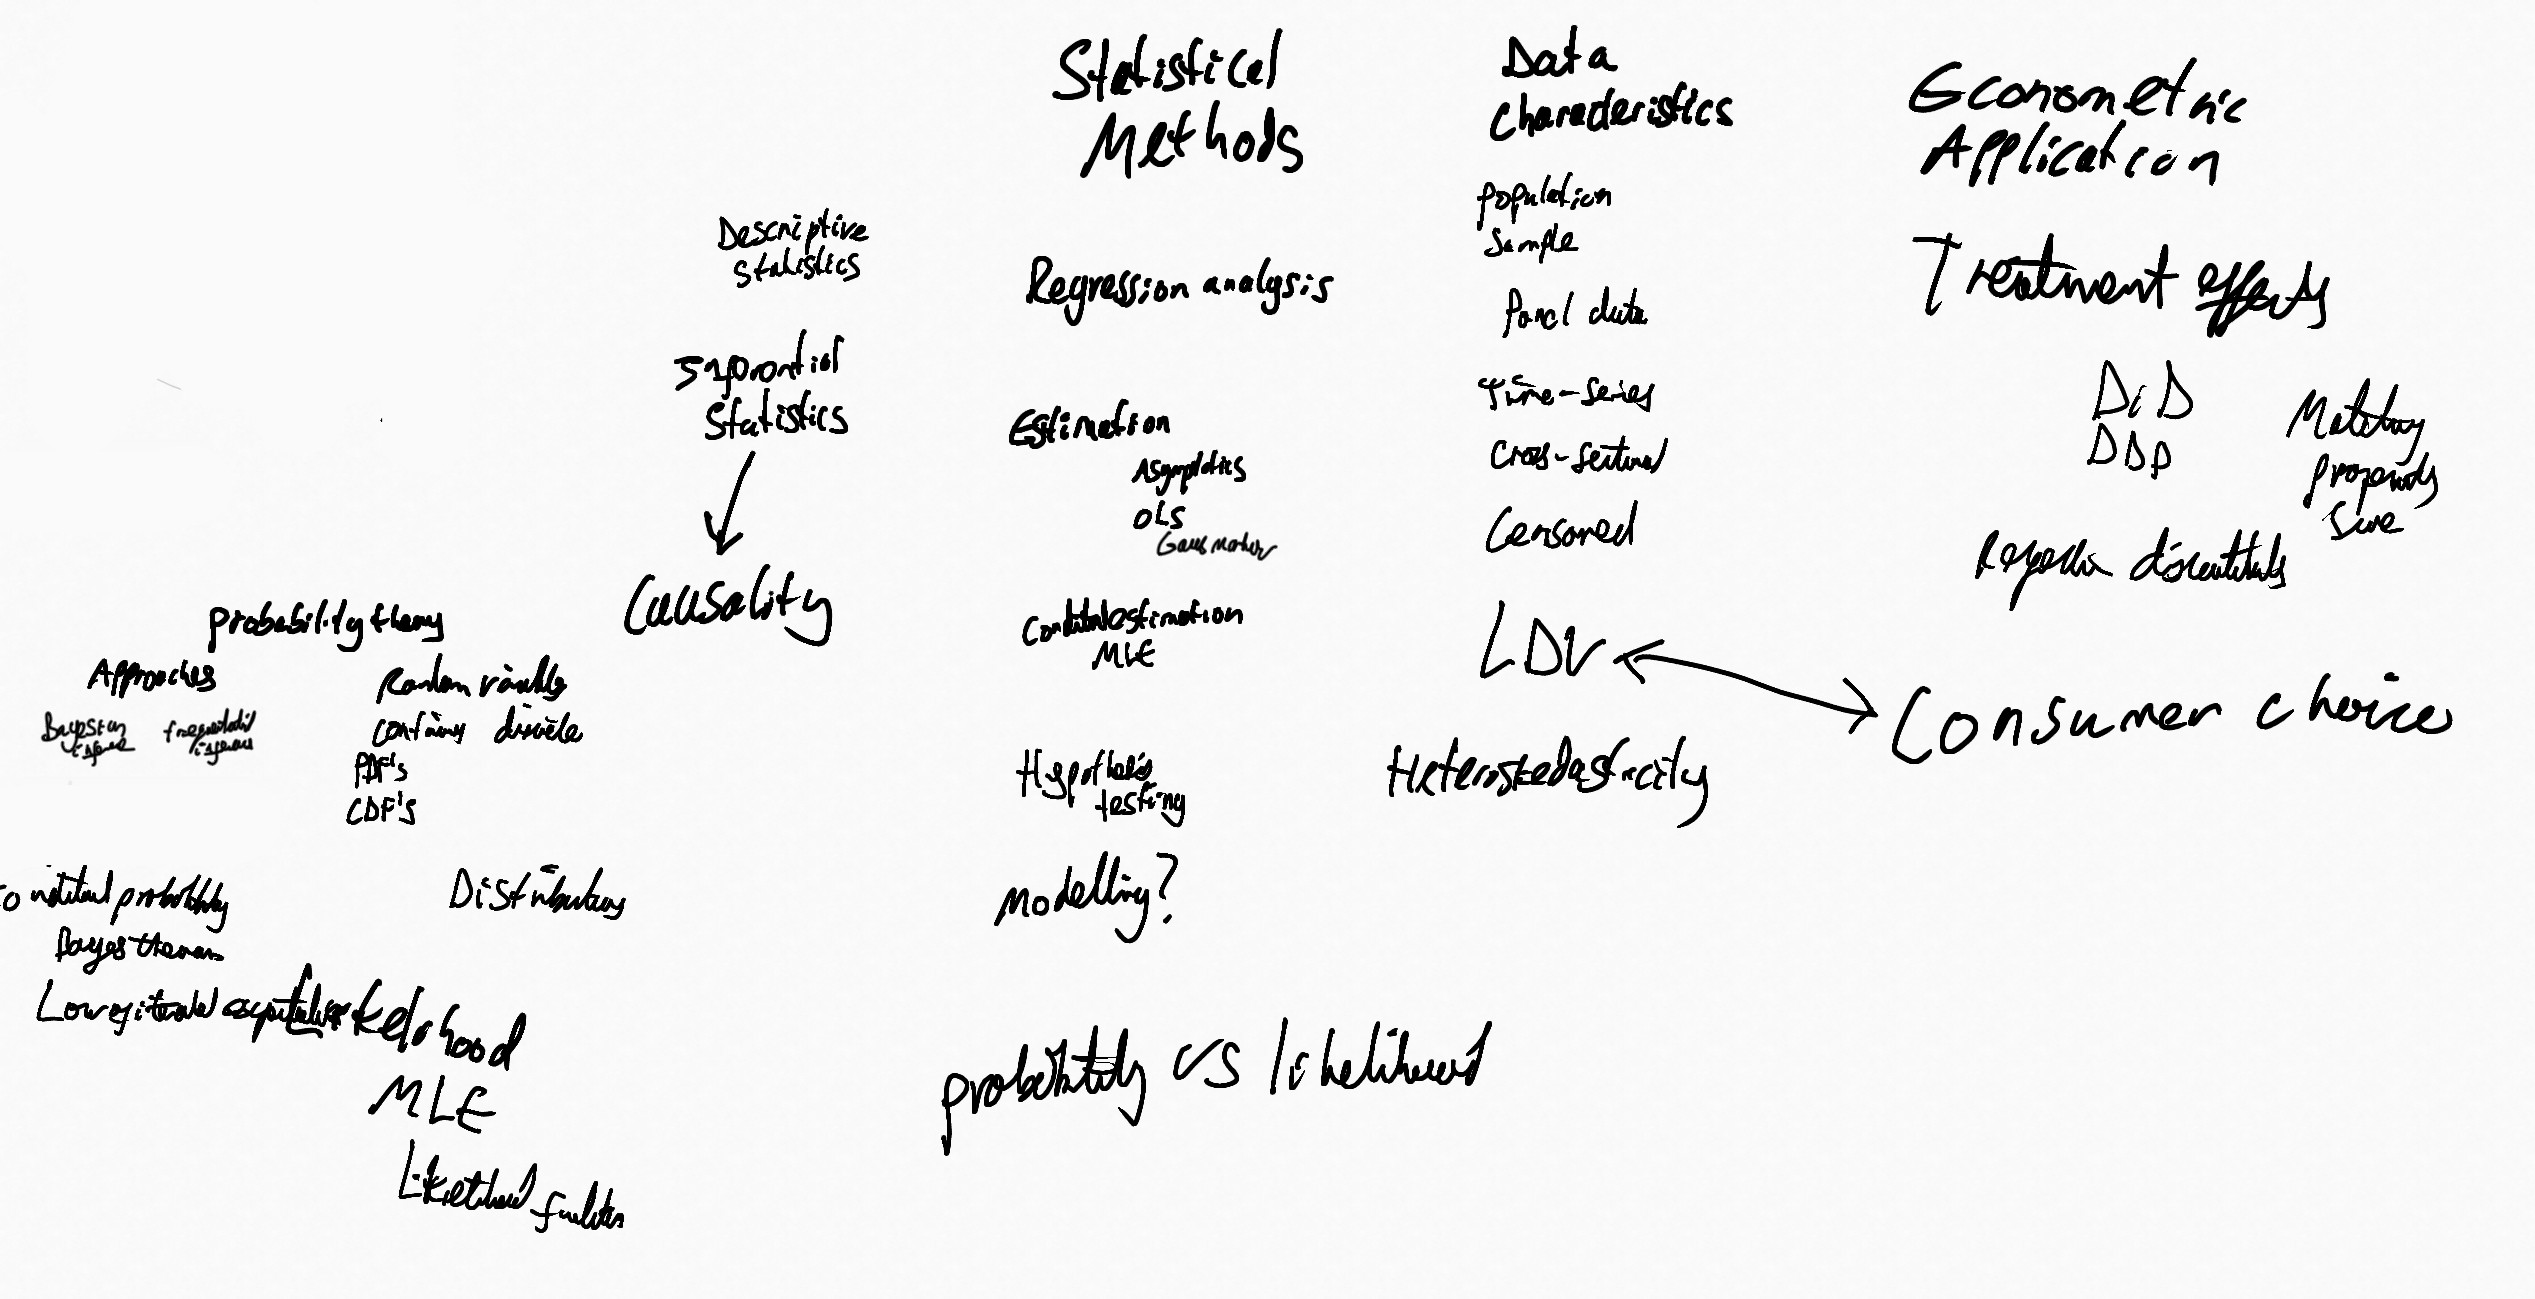 Statistical
Methods
Data
characteristics
Econometric
Application
Descriptive
statistics
Inferential
statistics
Causality
Regression analysis
Estimation
Asymptotics
OLS
Gauss Markov
Conditional estimation
MLE
Hypothesis
testing
Modelling?
population
sample
Panel data
Time-series
Cross-sectional
Censored
LDV
Heteroskedasticity
Treatment effects
DiD
DDD
Matching
propensity
score
Regression discontinuity
Consumer choice
probability theory
Approaches
Bayesian
frequentist
Random variables
continuous discrete
PDF's
CDF's
Conditional probability
Bayes theorem
Distributions
Law of iterated expectations
Likelihood
MLE
Likelihood function
probability vs likelihood